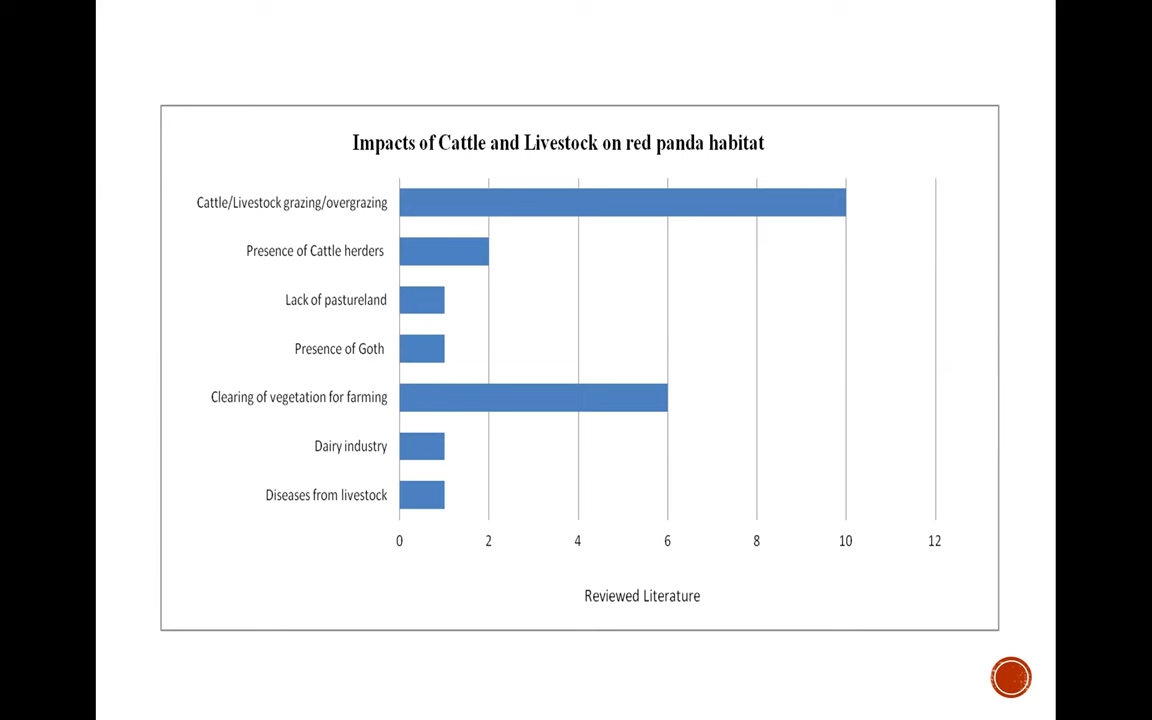 Impacts of Cattle and Livestock on red panda habitat
Cattle/Livestock grazing/overgrazing
Presence of Cattle herders
Lack of pastureland
Presence of Goth
Clearing of vegetation for farming
Dairy industry
Diseases from livestock
0 2 4 6 8 10 12
Reviewed Literature